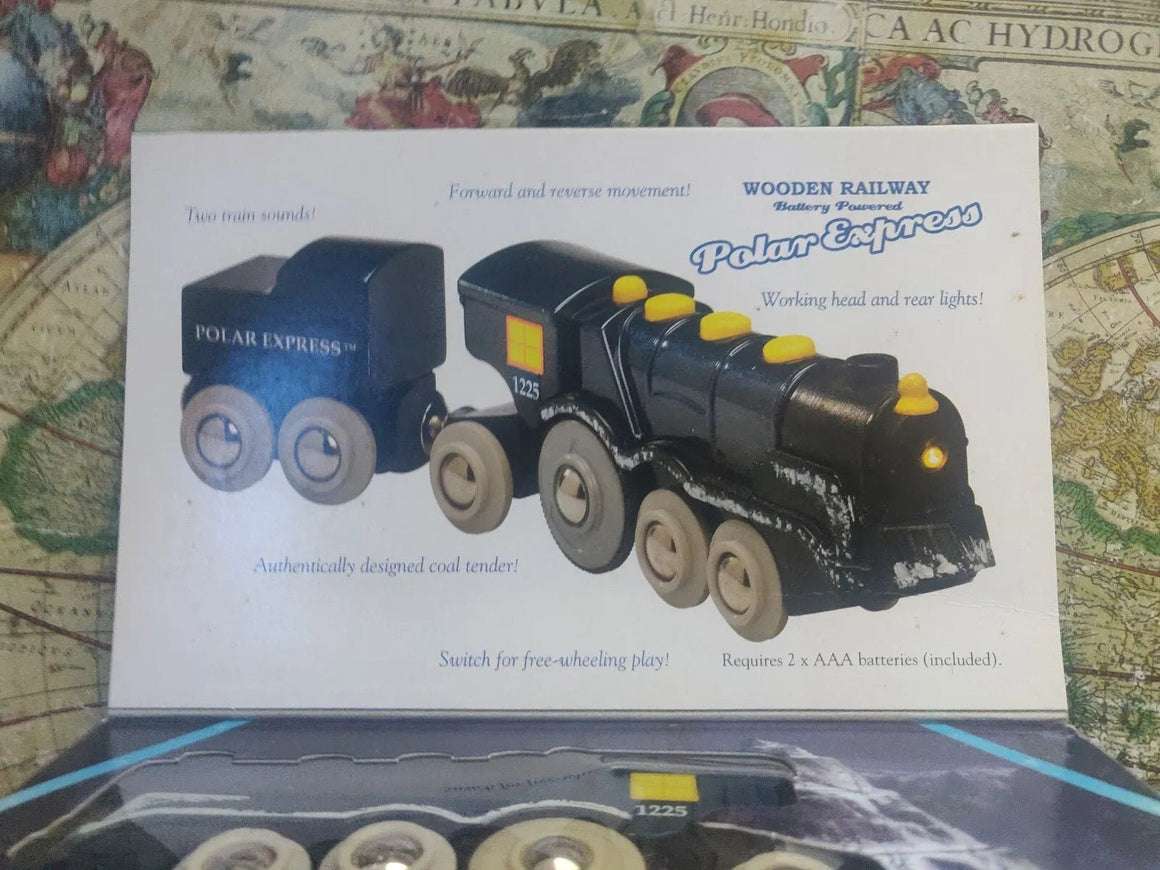 TABVLA.
Henr: Hondio.
CA AC HYDROG
Forward and reverse movement!
WOODEN RAILWAY
Battery Powered
Polar Express
Two train sounds!
Working head and rear lights!
POLAR EXPRESS™
1225
Authentically designed coal tender!
Switch for free-wheeling play!
Requires 2 x AAA batteries (included).
1225